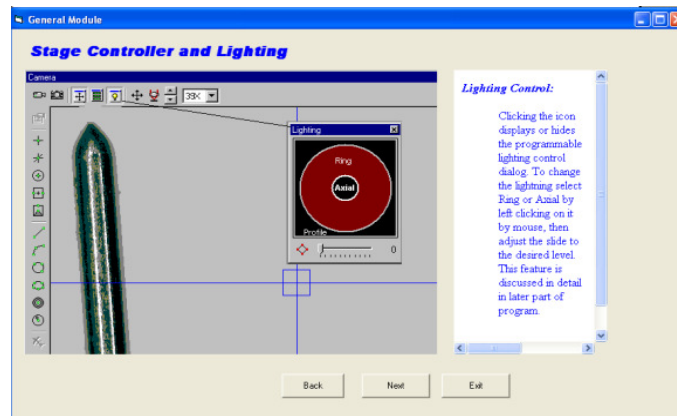 General Module
Stage Controller and Lighting
Camera
39X
Lighting
Ring
Axial
Profile
0
Lighting Control:
Clicking the icon
displays or hides
the programmable
lighting control
dialog. To change
the lightning select
Ring or Axial by
left clicking on it
by mouse, then
adjust the slide to
the desired level.
This feature is
discussed in detail
in later part of
program.
Back
Next
Exit